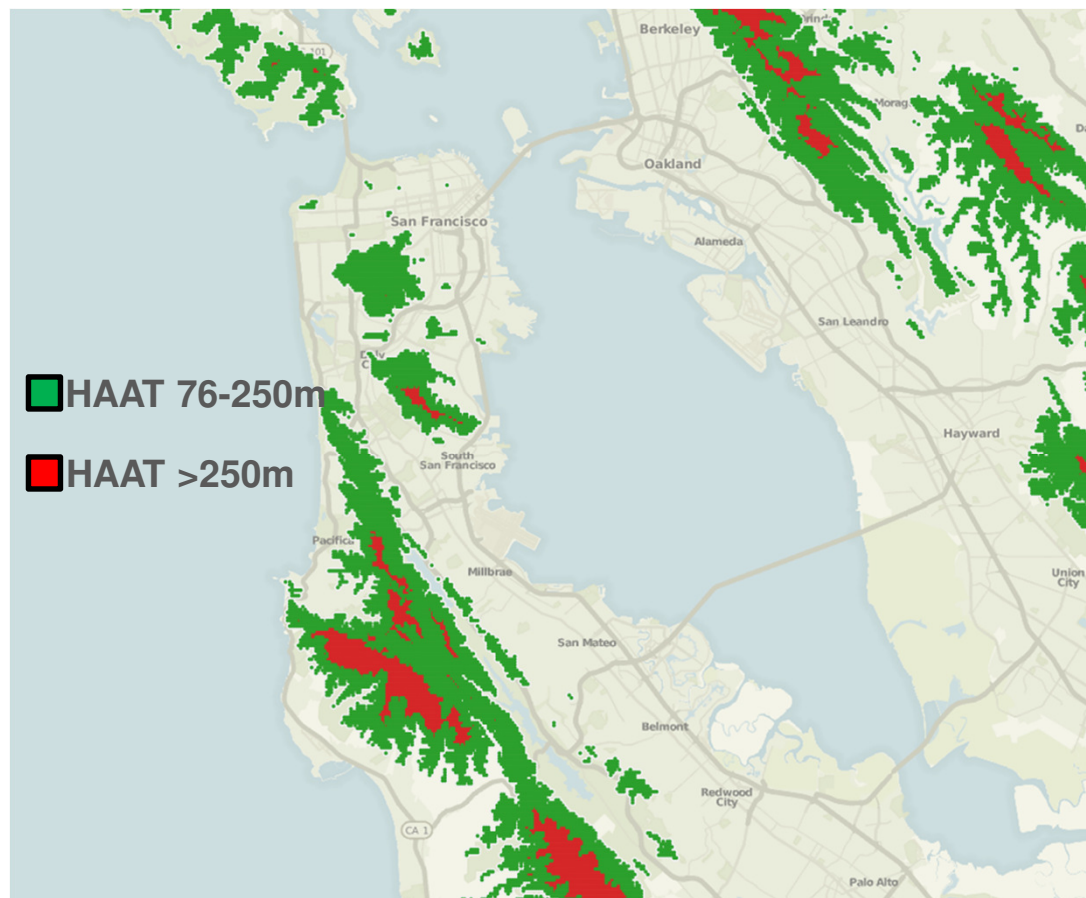 Berkeley
101
Morag
Oakland
San Francisco
Alameda
San Leandro
HAAT 76-250m
Hayward
South
San Francisco
HAAT >250m
Pacifica
Millbrae
Union
City
San Mateo
Belmont
Redwood
City
CA 1
Palo Alto